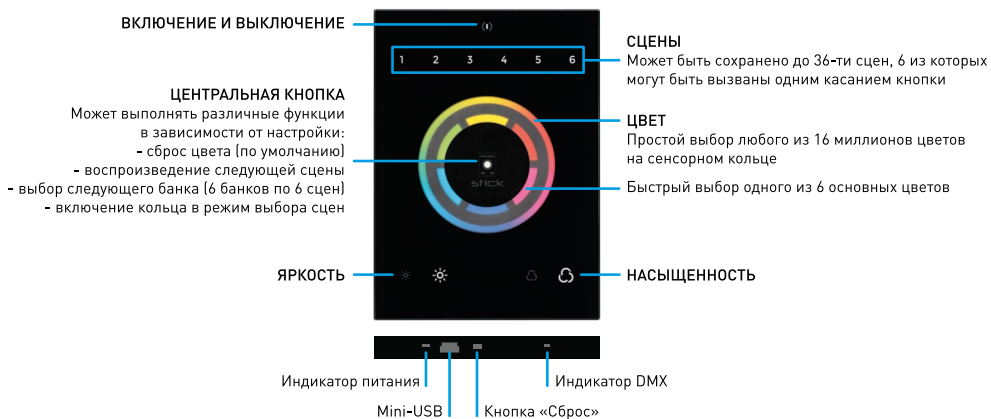 ВКЛЮЧЕНИЕ И ВЫКЛЮЧЕНИЕ
1 2 3 4 5 6
СЦЕНЫ
Может быть сохранено до 36-ти сцен, 6 из которых
могут быть вызваны одним касанием кнопки
ЦЕНТРАЛЬНАЯ КНОПКА
Может выполнять различные функции
в зависимости от настройки:
- сброс цвета (по умолчанию)
- воспроизведение следующей сцены
- выбор следующего банка (6 банков по 6 сцен)
- включение кольца в режим выбора сцен
ЦВЕТ
Простой выбор любого из 16 миллионов цветов
на сенсорном кольце
Быстрый выбор одного из 6 основных цветов
stick
ЯРКОСТЬ
НАСЫЩЕННОСТЬ
Индикатор питания
Индикатор DMX
Mini-USB
Кнопка «Сброс»